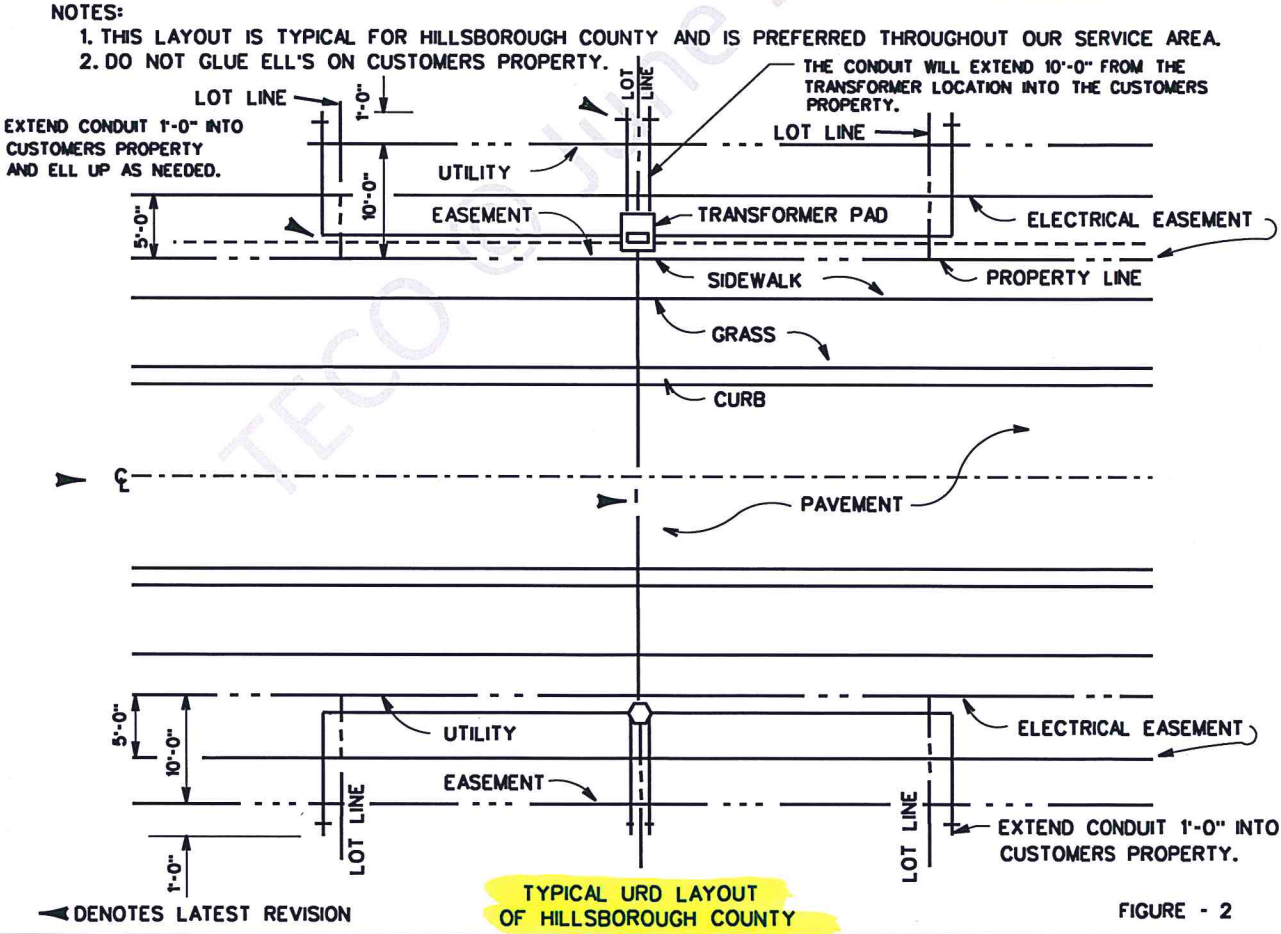 NOTES:
1. THIS LAYOUT IS TYPICAL FOR HILLSBOROUGH COUNTY AND IS PREFERRED THROUGHOUT OUR SERVICE AREA.
2. DO NOT GLUE ELL'S ON CUSTOMERS PROPERTY.
THE CONDUIT WILL EXTEND 10'-0" FROM THE
TRANSFORMER LOCATION INTO THE CUSTOMERS
PROPERTY.
LOT LINE
1'-0"
LOT
LINE
LOT LINE
EXTEND CONDUIT 1'-0" INTO
CUSTOMERS PROPERTY
AND ELL UP AS NEEDED.
UTILITY
10'-0"
5'-0"
EASEMENT
TRANSFORMER PAD
ELECTRICAL EASEMENT
SIDEWALK
PROPERTY LINE
GRASS
CURB
TECO © June
℄
PAVEMENT
5'-0"
10'-0"
UTILITY
ELECTRICAL EASEMENT
EASEMENT
LOT LINE
LOT LINE
1'-0"
EXTEND CONDUIT 1'-0" INTO
CUSTOMERS PROPERTY.
DENOTES LATEST REVISION
TYPICAL URD LAYOUT
OF HILLSBOROUGH COUNTY
FIGURE - 2